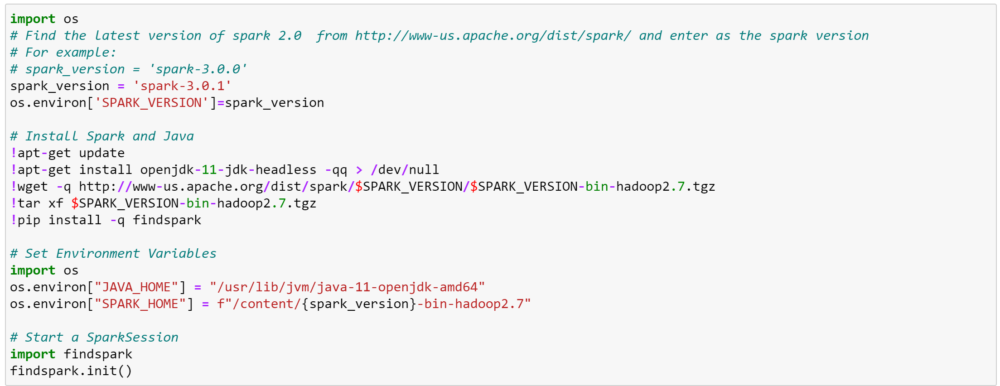 import os
# Find the latest version of spark 2.0  from http://www-us.apache.org/dist/spark/ and enter as the spark version
# For example:
# spark_version = 'spark-3.0.0'
spark_version = 'spark-3.0.1'
os.environ['SPARK_VERSION']=spark_version

# Install Spark and Java
!apt-get update
!apt-get install openjdk-11-jdk-headless -qq > /dev/null
!wget -q http://www-us.apache.org/dist/spark/$SPARK_VERSION/$SPARK_VERSION-bin-hadoop2.7.tgz
!tar xf $SPARK_VERSION-bin-hadoop2.7.tgz
!pip install -q findspark

# Set Environment Variables
import os
os.environ["JAVA_HOME"] = "/usr/lib/jvm/java-11-openjdk-amd64"
os.environ["SPARK_HOME"] = f"/content/{spark_version}-bin-hadoop2.7"

# Start a SparkSession
import findspark
findspark.init()